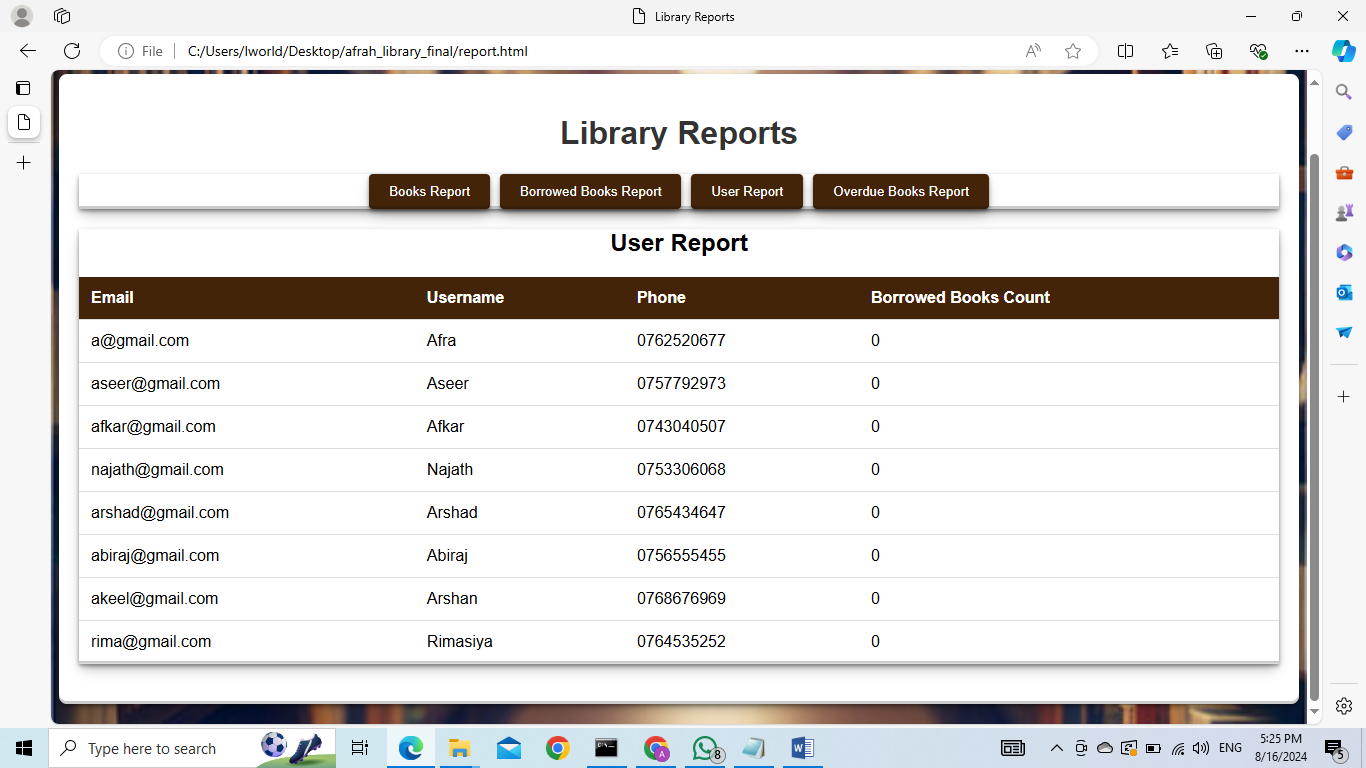 Library Reports
File
C:/Users/lworld/Desktop/afrah_library_final/report.html
Library Reports
Books Report Borrowed Books Report User Report Overdue Books Report
User Report
Email Username Phone Borrowed Books Count
a@gmail.com Afra 0762520677 0
aseer@gmail.com Aseer 0757792973 0
afkar@gmail.com Afkar 0743040507 0
najath@gmail.com Najath 0753306068 0
arshad@gmail.com Arshad 0765434647 0
abiraj@gmail.com Abiraj 0756555455 0
akeel@gmail.com Arshan 0768676969 0
rima@gmail.com Rimasiya 0764535252 0
Type here to search
A
8
ENG
5:25 PM
8/16/2024
5